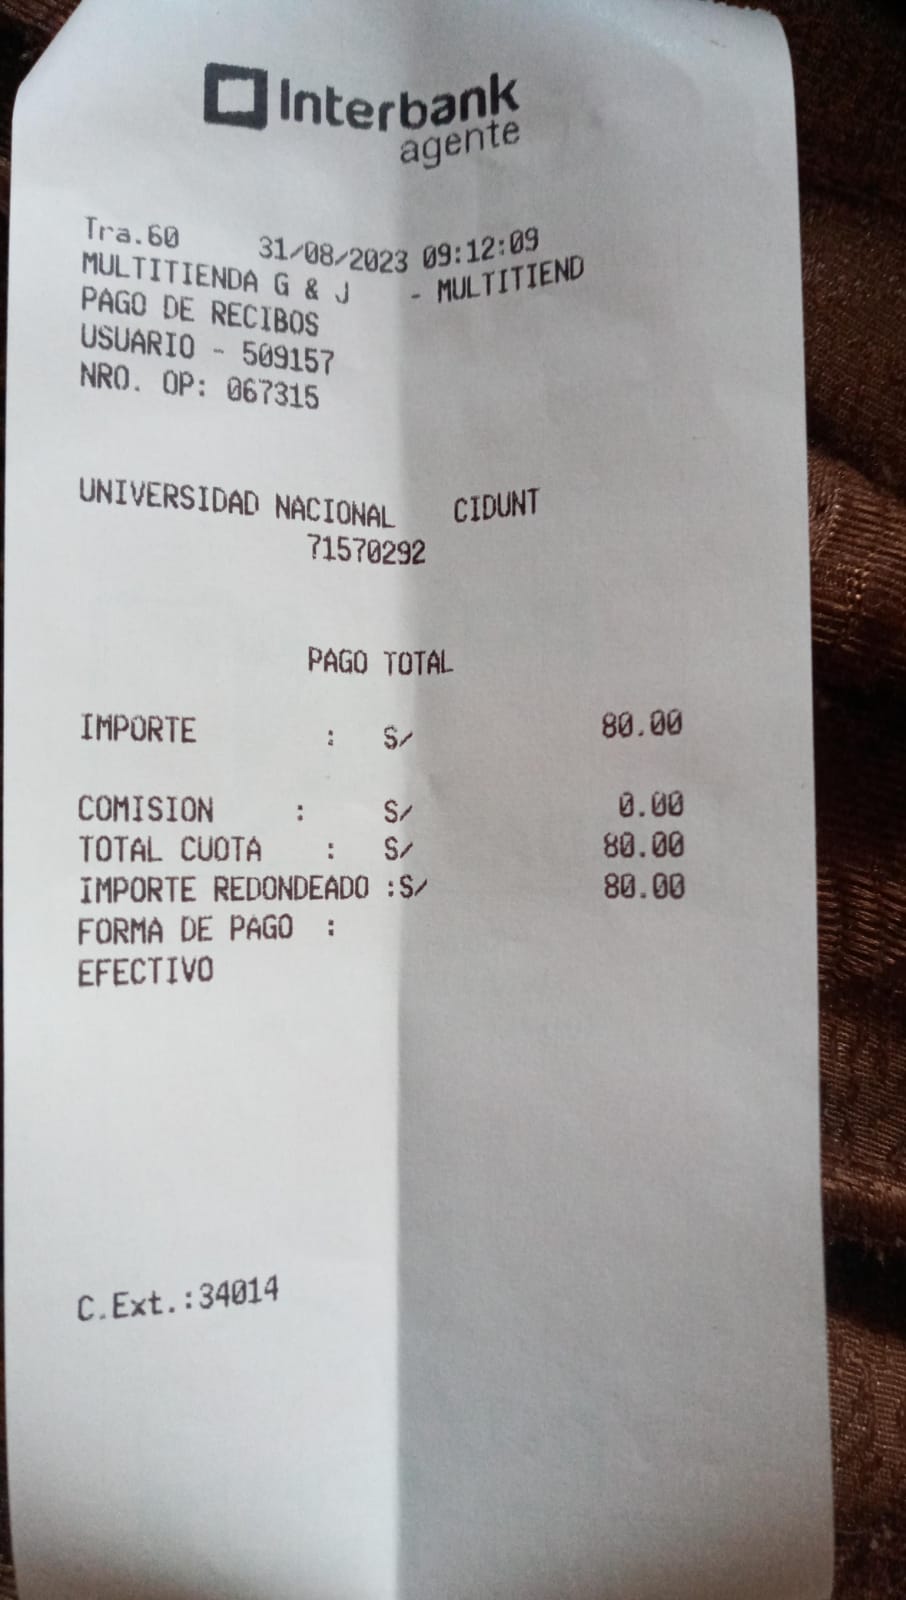 Interbank
agente
Tra.60 31/08/2023 09:12:09
MULTITIENDA G & J - MULTITIEND
PAGO DE RECIBOS
USUARIO - 509157
NRO. OP: 067315
UNIVERSIDAD NACIONAL CIDUNT
71570292
PAGO TOTAL
IMPORTE : S/ 80.00
COMISION : S/ 0.00
TOTAL CUOTA : S/ 80.00
IMPORTE REDONDEADO :S/ 80.00
FORMA DE PAGO :
EFECTIVO
C.Ext.:34014